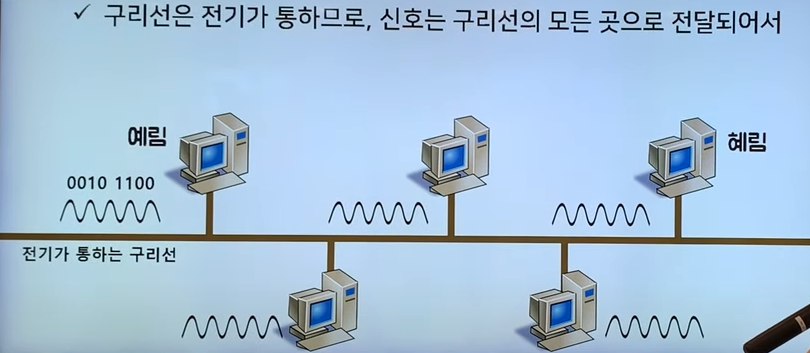 ✓ 구리선은 전기가 통하므로, 신호는 구리선의 모든 곳으로 전달되어서
예림
혜림
0010 1100
전기가 통하는 구리선